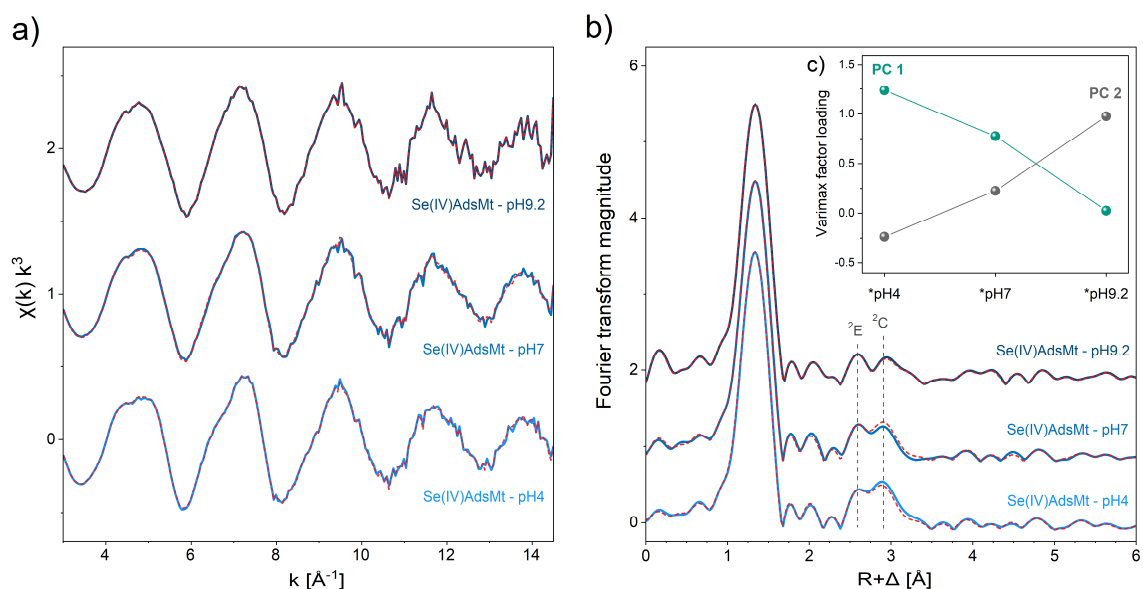 a)
χ(k) k³
2
1
0
Se(IV)AdsMt - pH9.2
Se(IV)AdsMt - pH7
Se(IV)AdsMt - pH4
4 6 8 10 12 14
k [Å⁻¹]
b)
Fourier transform magnitude
6
4
2
0
c)
Varimax factor loading
1.5
1.0
0.5
0.0
-0.5
PC 1
PC 2
*pH4 *pH7 *pH9.2
²E
²C
Se(IV)AdsMt - pH9.2
Se(IV)AdsMt - pH7
Se(IV)AdsMt - pH4
0 1 2 3 4 5 6
R+Δ [Å]